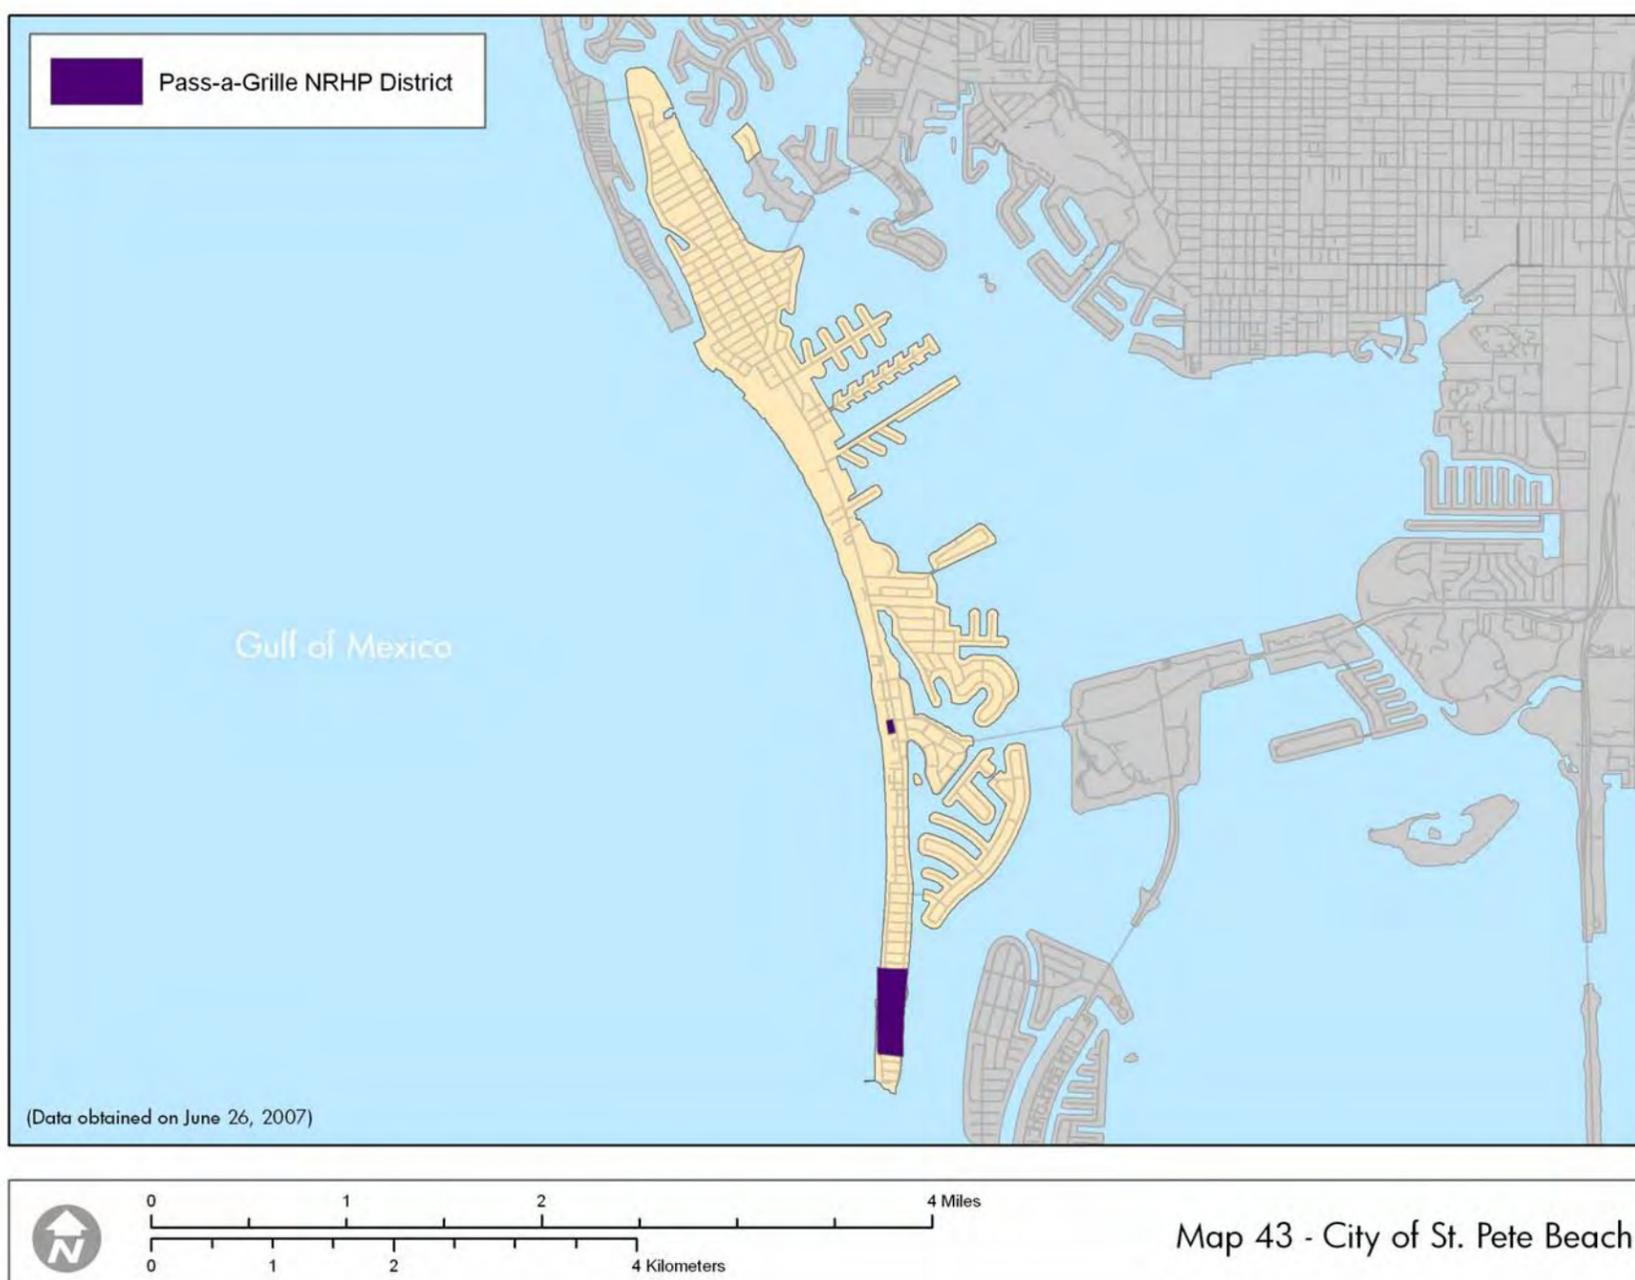 Pass-a-Grille NRHP District
Gulf of Mexico
(Data obtained on June 26, 2007)
0 1 2 4 Miles
N
0 1 2 4 Kilometers
Map 43 - City of St. Pete Beach